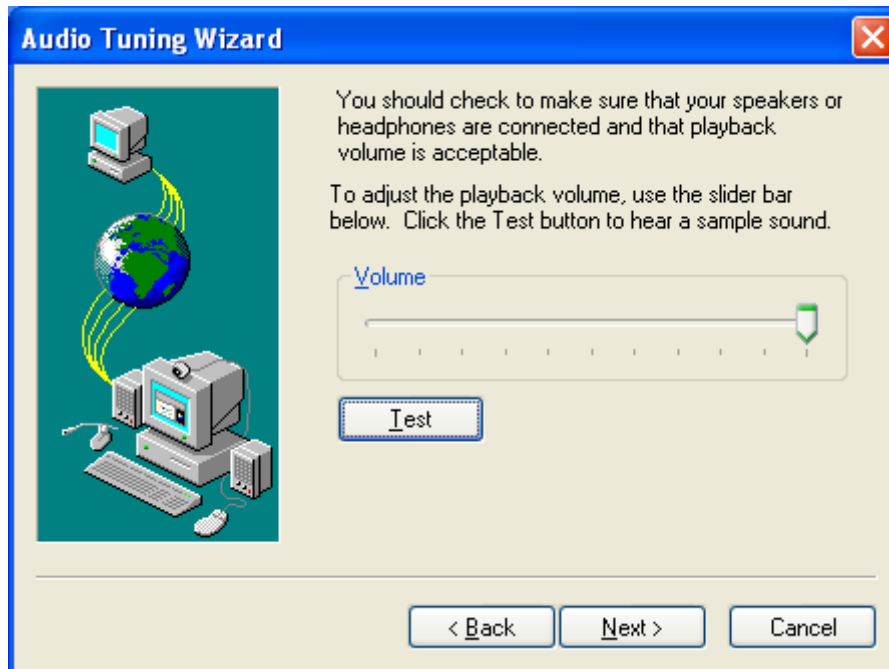 Audio Tuning Wizard
You should check to make sure that your speakers or
headphones are connected and that playback
volume is acceptable.
To adjust the playback volume, use the slider bar
below. Click the Test button to hear a sample sound.
Volume
Test
< Back
Next >
Cancel